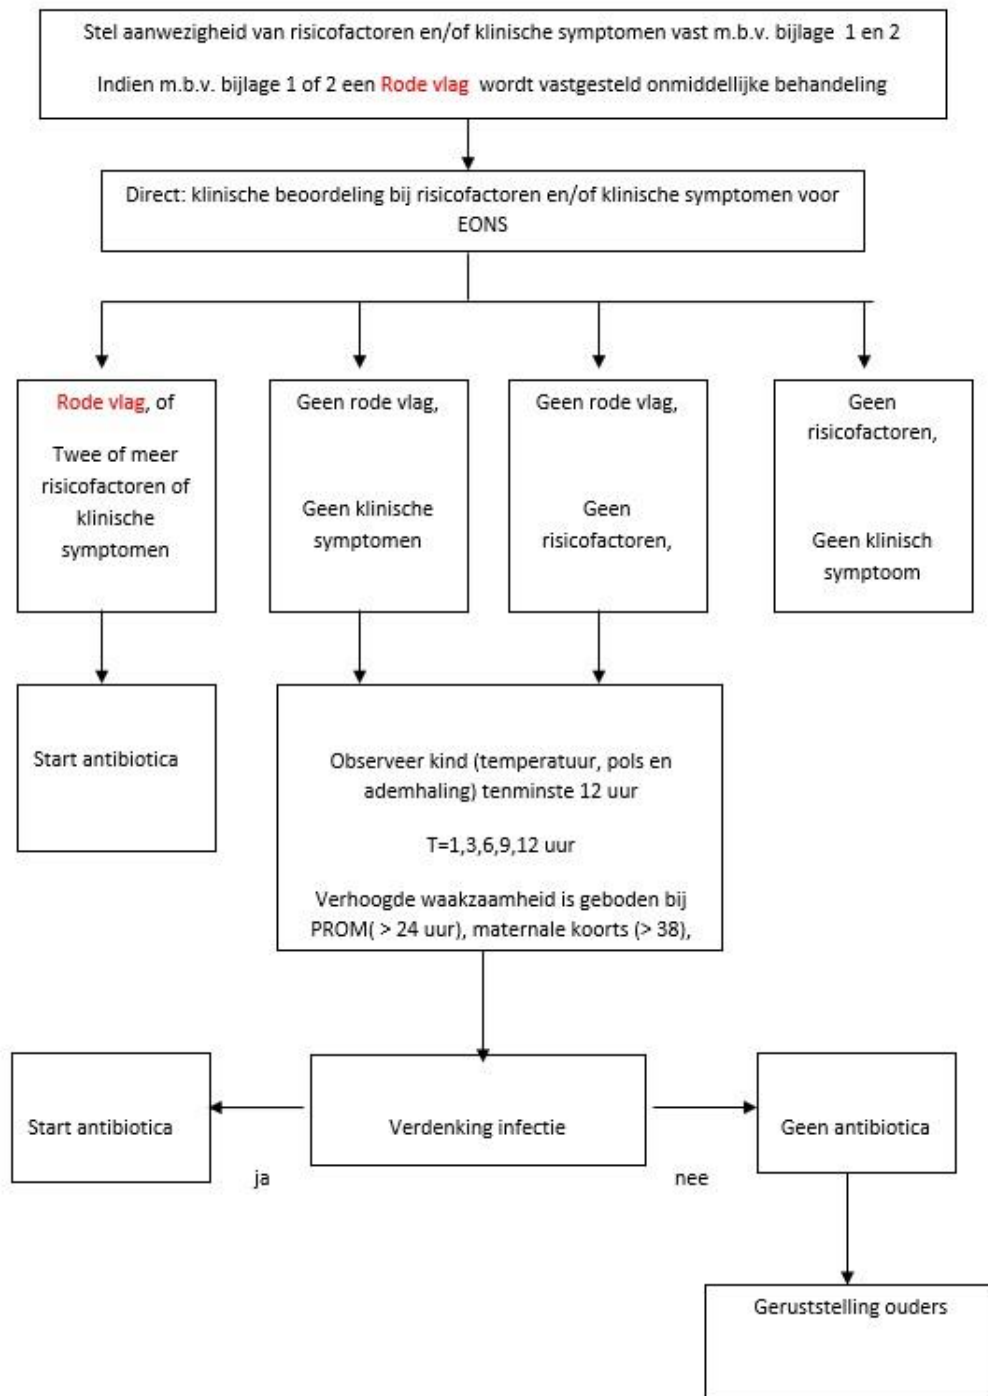 Stel aanwezigheid van risicofactoren en/of klinische symptomen vast m.b.v. bijlage 1 en 2
Indien m.b.v. bijlage 1 of 2 een Rode vlag wordt vastgesteld onmiddellijke behandeling
Direct: klinische beoordeling bij risicofactoren en/of klinische symptomen voor
EONS
Rode vlag, of
Twee of meer
risicofactoren of
klinische
symptomen
Geen rode vlag,
Geen klinische
symptomen
Geen rode vlag,
Geen
risicofactoren,
Geen
risicofactoren,
Geen klinisch
symptoom
Start antibiotica
Observeer kind (temperatuur, pols en
ademhaling) tenminste 12 uur
T=1,3,6,9,12 uur
Verhoogde waakzaamheid is geboden bij
PROM( > 24 uur), maternale koorts (> 38),
Start antibiotica
Verdenking infectie
Geen antibiotica
ja
nee
Geruststelling ouders